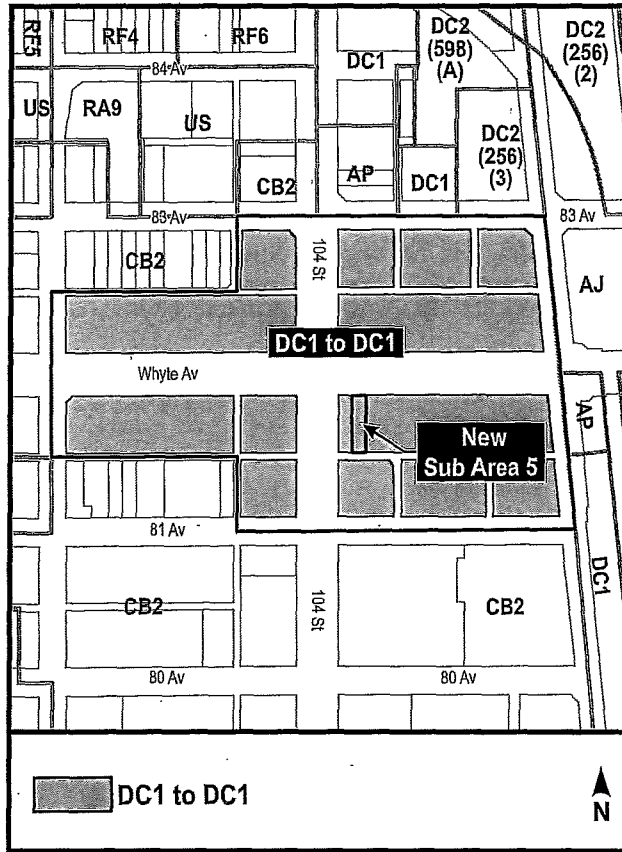 RF5
RF4
RF6
DC1
DC2
(598)
(A)
DC2
(256)
(2)
84 Av
US
RA9
US
DC2
(256)
(3)
CB2
AP
DC1
83 Av
83 Av
CB2
104 St
AJ
DC1 to DC1
Whyte Av
AP
New
Sub Area 5
81 Av
DC1
CB2
104 St
CB2
80 Av
80 Av
DC1 to DC1
N